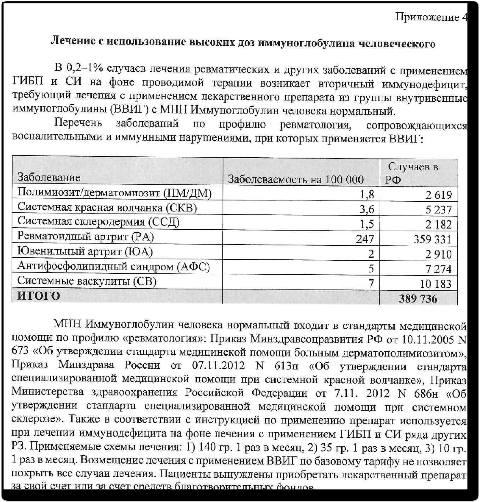 Приложение 4
Лечение с использование высоких доз иммуноглобулина человеческого
В 0,2–1% случаев лечения ревматических и других заболеваний с применением
ГИБП и СИ на фоне проводимой терапии возникает вторичный иммунодефицит,
требующий лечения с применением лекарственного препарата из группы внутривенные
иммуноглобулины (ВВИГ) с МПН Иммуноглобулин человека нормальный.
Перечень заболеваний по профилю ревматология, сопровождающихся
воспалительными и иммунными нарушениями, при которых применяется ВВИГ:
Заболевание Заболеваемость на 100 000 Случаев в РФ
Полимиозит/дерматомиозит (ПМ/ДМ) 1,8 2 619
Системная красная волчанка (СКВ) 3,6 5 237
Системная склеродермия (ССД) 1,5 2 182
Ревматоидный артрит (РА) 247 359 331
Ювенильный артрит (ЮА) 2 2 910
Антифосфолипидный синдром (АФС) 5 7 274
Системные васкулиты (СВ) 7 10 183
ИТОГО 389 736
МПН Иммуноглобулин человека нормальный входит в стандарты медицинской
помощи по профилю «ревматология»: Приказ Минздравсоцразвития РФ от 10.11.2005 N
673 «Об утверждении стандарта медицинской помощи больным дерматополимиозитом»,
Приказ Минздрава России от 07.11.2012 N 613п «Об утверждении стандарта
специализированной медицинской помощи при системной красной волчанке», Приказ
Министерства здравоохранения Российской Федерации от 7.11. 2012 N 686н «Об
утверждении стандарта специализированной медицинской помощи при системном
склерозе». Также в соответствии с инструкцией по применению препарат используется
при лечении иммунодефицита на фоне лечения с применением ГИБП и СИ ряда других
РЗ. Применяемые схемы лечения: 1) 140 гр. 1 раз в месяц, 2) 35 гр. 1 раз в месяц, 3) 10 гр.
1 раз в месяц. Возмещение лечения с применением ВВИГ по базовому тарифу не позволяет
покрыть все случаи лечения. Пациенты вынуждены приобретать лекарственный препарат
за свой счет или за счет средств благотворительных фондов.